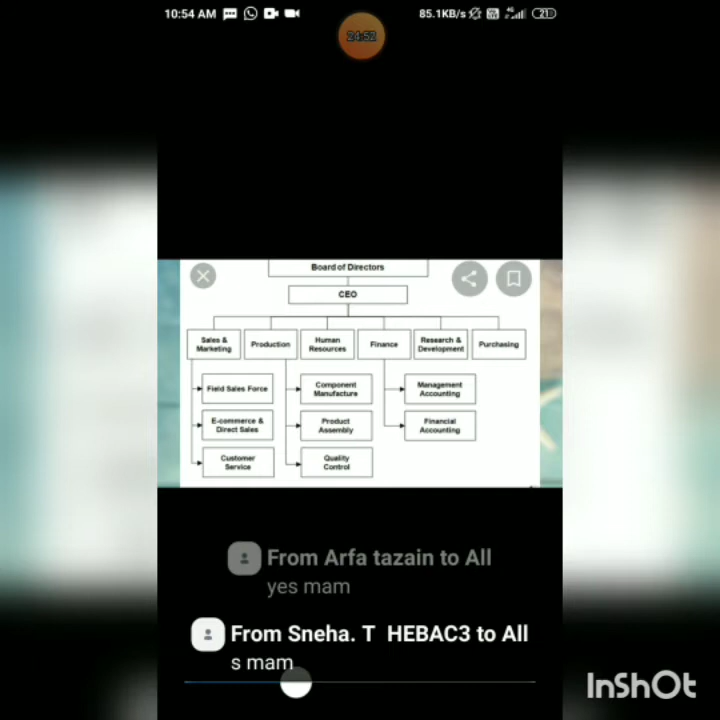 10:54 AM
85.1KB/s 4G 21
24:52
Board of Directors
CEO
Sales &
Marketing
Production
Human
Resources
Finance
Research &
Development
Purchasing
Field Sales Force
Component
Manufacture
Management
Accounting
E-commerce &
Direct Sales
Product
Assembly
Financial
Accounting
Customer
Service
Quality
Control
From Arfa tazain to All
yes mam
From Sneha. T HEBAC3 to All
s mam
InShOt